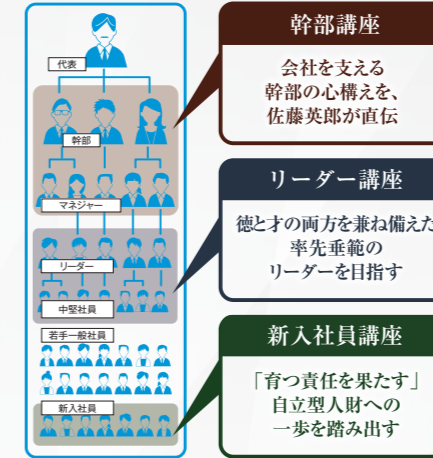 代表
幹部
マネジャー
リーダー
中堅社員
若手一般社員
新入社員
幹部講座
会社を支える
幹部の心構えを、
佐藤英郎が直伝
リーダー講座
徳と才の両方を兼ね備えた
率先垂範の
リーダーを目指す
新入社員講座
「育つ責任を果たす」
自立型人財への
一歩を踏み出す